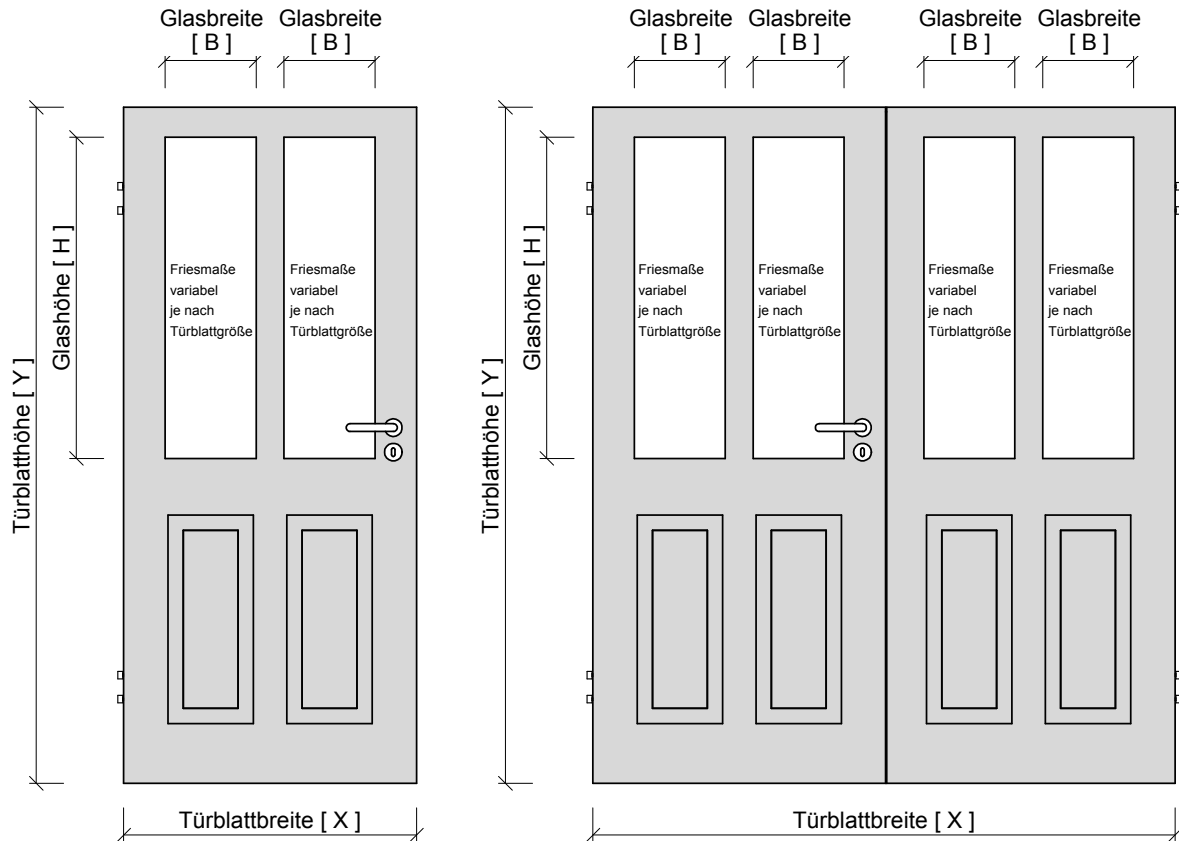 Glasbreite
[ B ]
Glasbreite
[ B ]
Glasbreite
[ B ]
Glasbreite
[ B ]
Glasbreite
[ B ]
Glasbreite
[ B ]
Türblatthöhe [ Y ]
Glashöhe [ H ]
Friesmaße
variabel
je nach
Türblattgröße
Friesmaße
variabel
je nach
Türblattgröße
Türblatthöhe [ Y ]
Glashöhe [ H ]
Friesmaße
variabel
je nach
Türblattgröße
Friesmaße
variabel
je nach
Türblattgröße
Friesmaße
variabel
je nach
Türblattgröße
Friesmaße
variabel
je nach
Türblattgröße
Türblattbreite [ X ]
Türblattbreite [ X ]